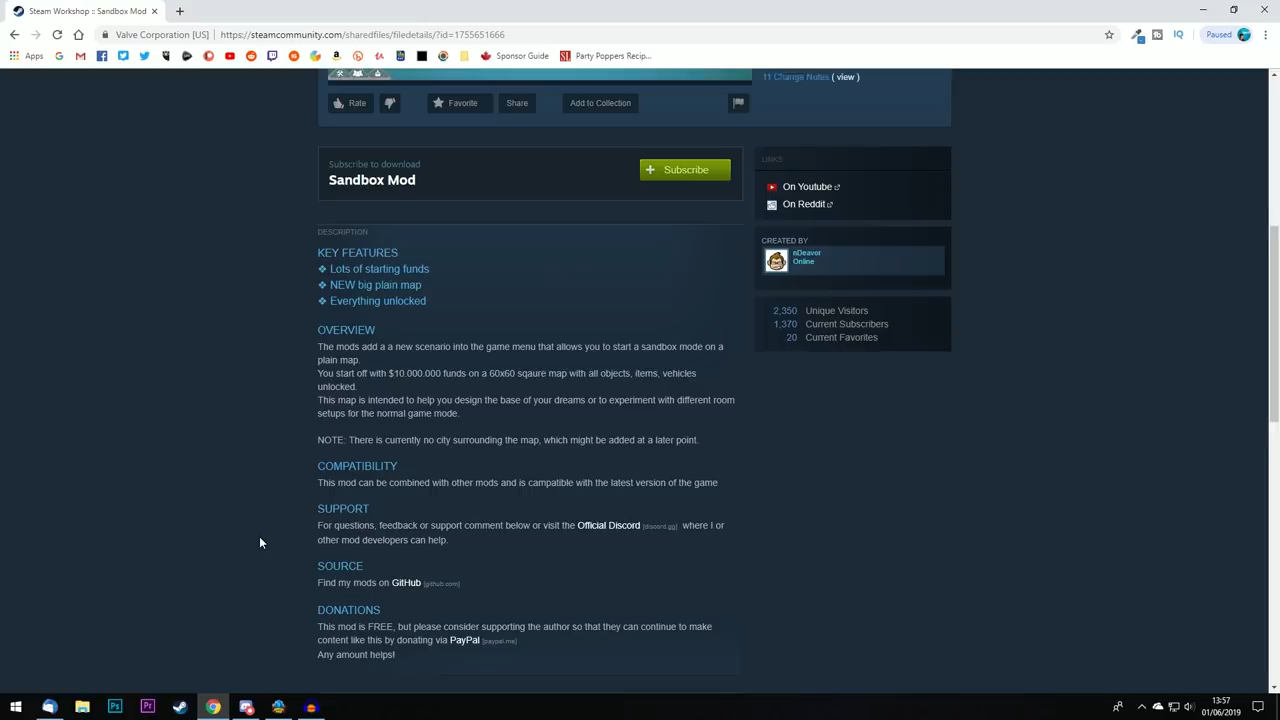 Steam Workshop :: Sandbox Mod
Valve Corporation [US] | https://steamcommunity.com/sharedfiles/filedetails/?id=1755651666
Paused
Apps
Sponsor Guide
Party Poppers Recip...
11 Change Notes ( view )
Rate
Favorite
Share
Add to Collection
Subscribe to download
Sandbox Mod
Subscribe
LINKS
On Youtube
On Reddit
CREATED BY
nDeavor
Online
2,350 Unique Visitors
1,370 Current Subscribers
20 Current Favorites
DESCRIPTION
KEY FEATURES
❖ Lots of starting funds
❖ NEW big plain map
❖ Everything unlocked
OVERVIEW
The mods add a a new scenario into the game menu that allows you to start a sandbox mode on a
plain map.
You start off with $10.000.000 funds on a 60x60 sqaure map with all objects, items, vehicles
unlocked.
This map is intended to help you design the base of your dreams or to experiment with different room
setups for the normal game mode.
NOTE: There is currently no city surrounding the map, which might be added at a later point.
COMPATIBILITY
This mod can be combined with other mods and is campatible with the latest version of the game
SUPPORT
For questions, feedback or support comment below or visit the Official Discord [discord.gg] where I or
other mod developers can help.
SOURCE
Find my mods on GitHub [github.com]
DONATIONS
This mod is FREE, but please consider supporting the author so that they can continue to make
content like this by donating via PayPal [paypal.me]
Any amount helps!
13:57
01/06/2019